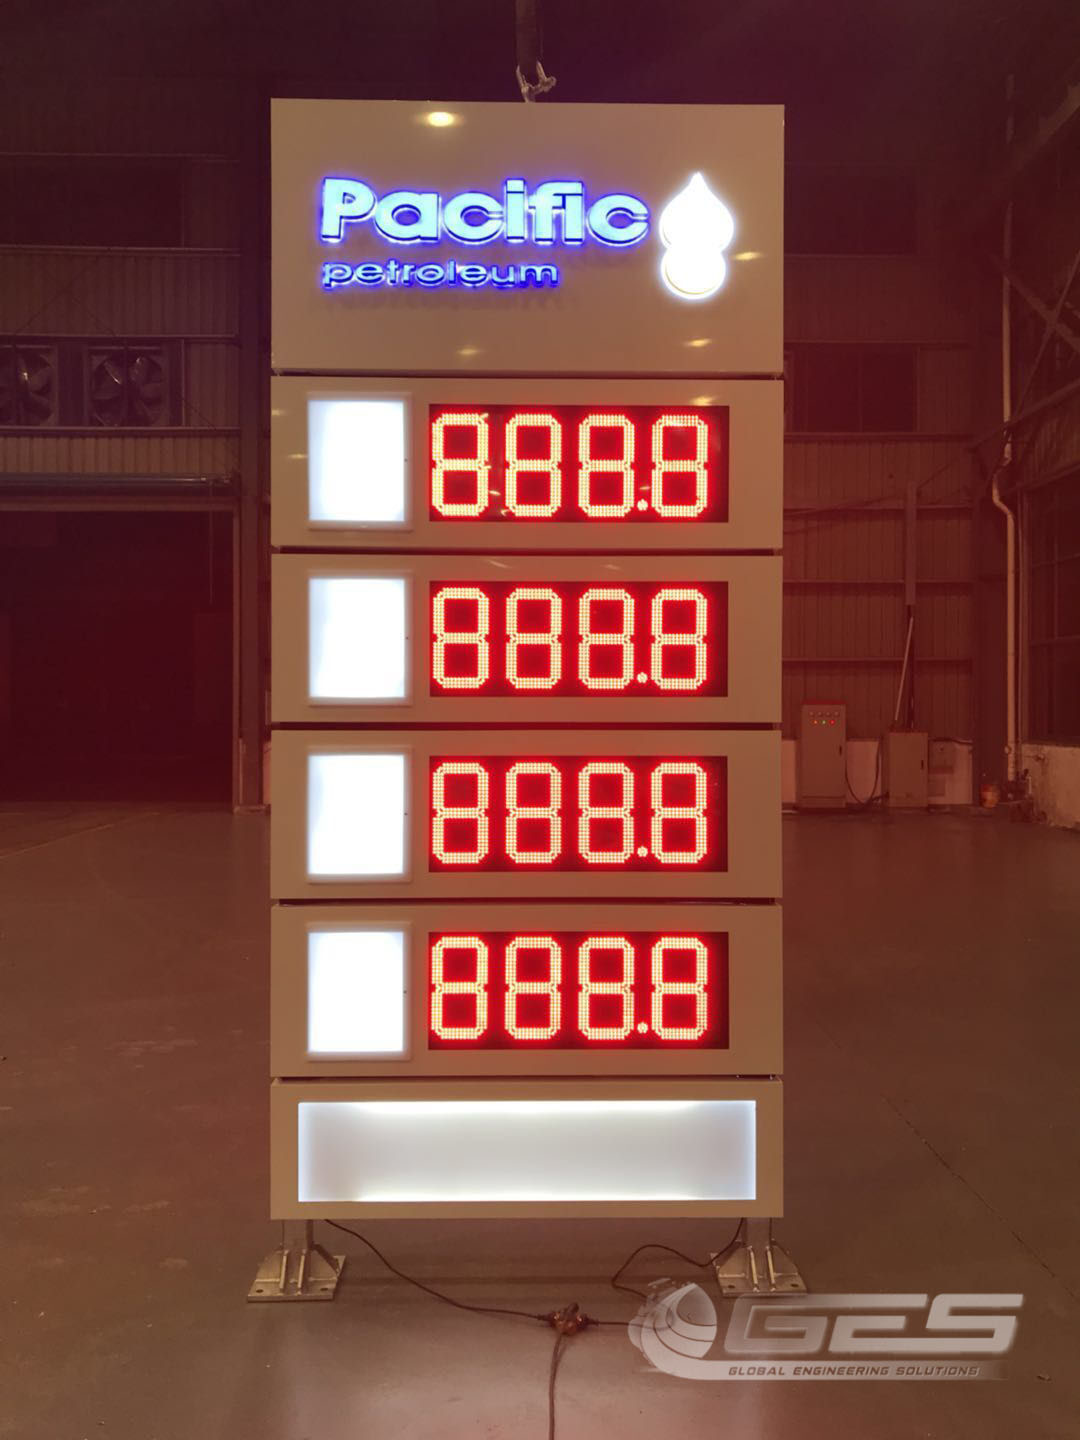 Pacific
petroleum
888.8
888.8
888.8
888.8
GES
GLOBAL ENGINEERING SOLUTIONS